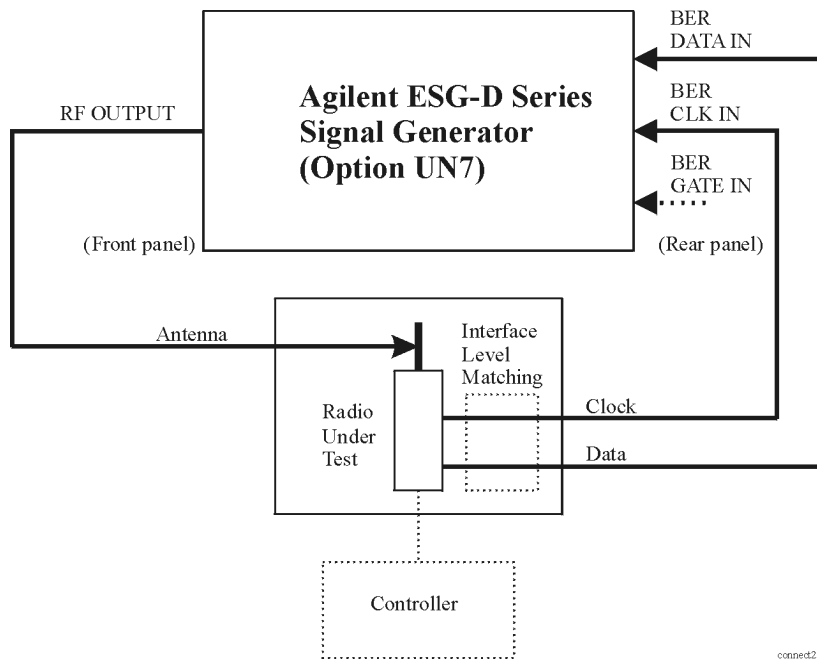 BER
DATA IN
Agilent ESG-D Series
Signal Generator
(Option UN7)
RF OUTPUT
BER
CLK IN
BER
GATE IN
(Front panel)
(Rear panel)
Antenna
Interface
Level
Matching
Radio
Under
Test
Clock
Data
Controller
connect2